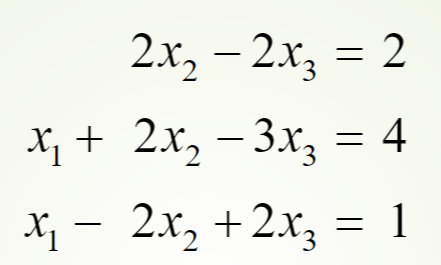 2x₂ − 2x₃ = 2
x₁ + 2x₂ − 3x₃ = 4
x₁ − 2x₂ + 2x₃ = 1